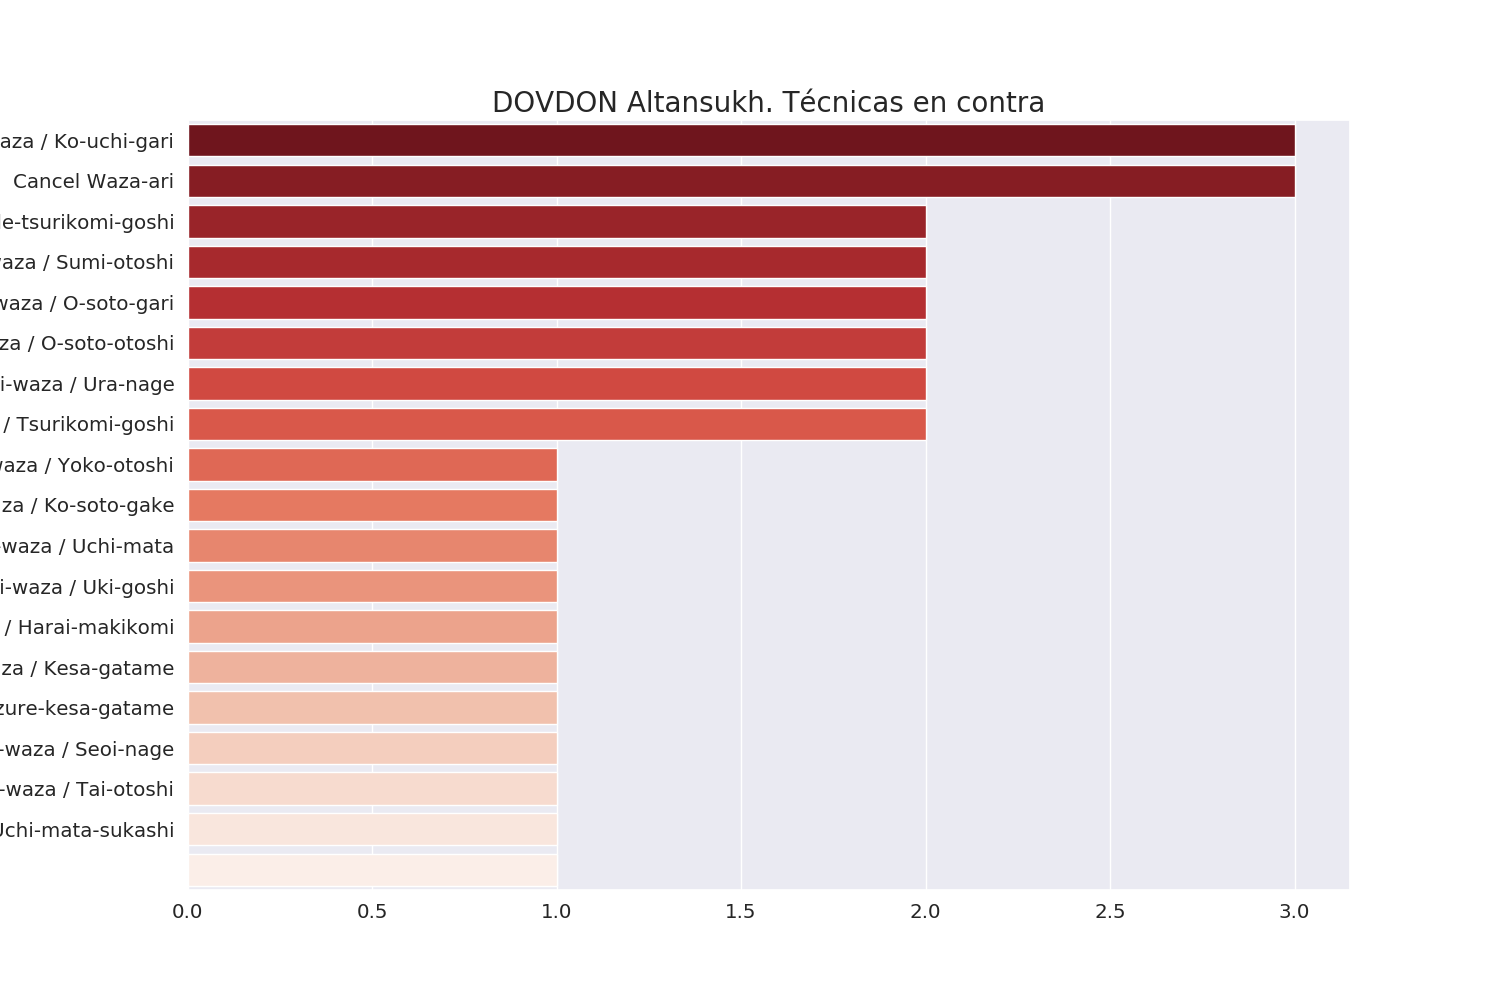 DOVDON Altansukh. Técnicas en contra
aza / Ko-uchi-gari
Cancel Waza-ari
le-tsurikomi-goshi
waza / Sumi-otoshi
waza / O-soto-gari
za / O-soto-otoshi
i-waza / Ura-nage
/ Tsurikomi-goshi
waza / Yoko-otoshi
za / Ko-soto-gake
-waza / Uchi-mata
i-waza / Uki-goshi
/ Harai-makikomi
za / Kesa-gatame
zure-kesa-gatame
-waza / Seoi-nage
-waza / Tai-otoshi
Uchi-mata-sukashi
0.0 0.5 1.0 1.5 2.0 2.5 3.0